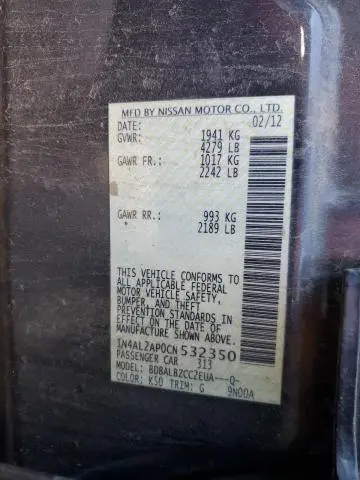 MFD BY NISSAN MOTOR CO., LTD.
DATE: 02/12
GVWR: 1941 KG
4279 LB
GAWR FR.: 1017 KG
2242 LB
GAWR RR.: 993 KG
2189 LB
THIS VEHICLE CONFORMS TO
ALL APPLICABLE FEDERAL
MOTOR VEHICLE SAFETY,
BUMPER, AND THEFT
PREVENTION STANDARDS IN
EFFECT ON THE DATE OF
MANUFACTURE SHOWN ABOVE.
1N4AL2AP0CN532350
PASSENGER CAR 313
MODEL: BDBALBZCCZEUA---Q-
COLOR: K50 TRIM: G 9N00A